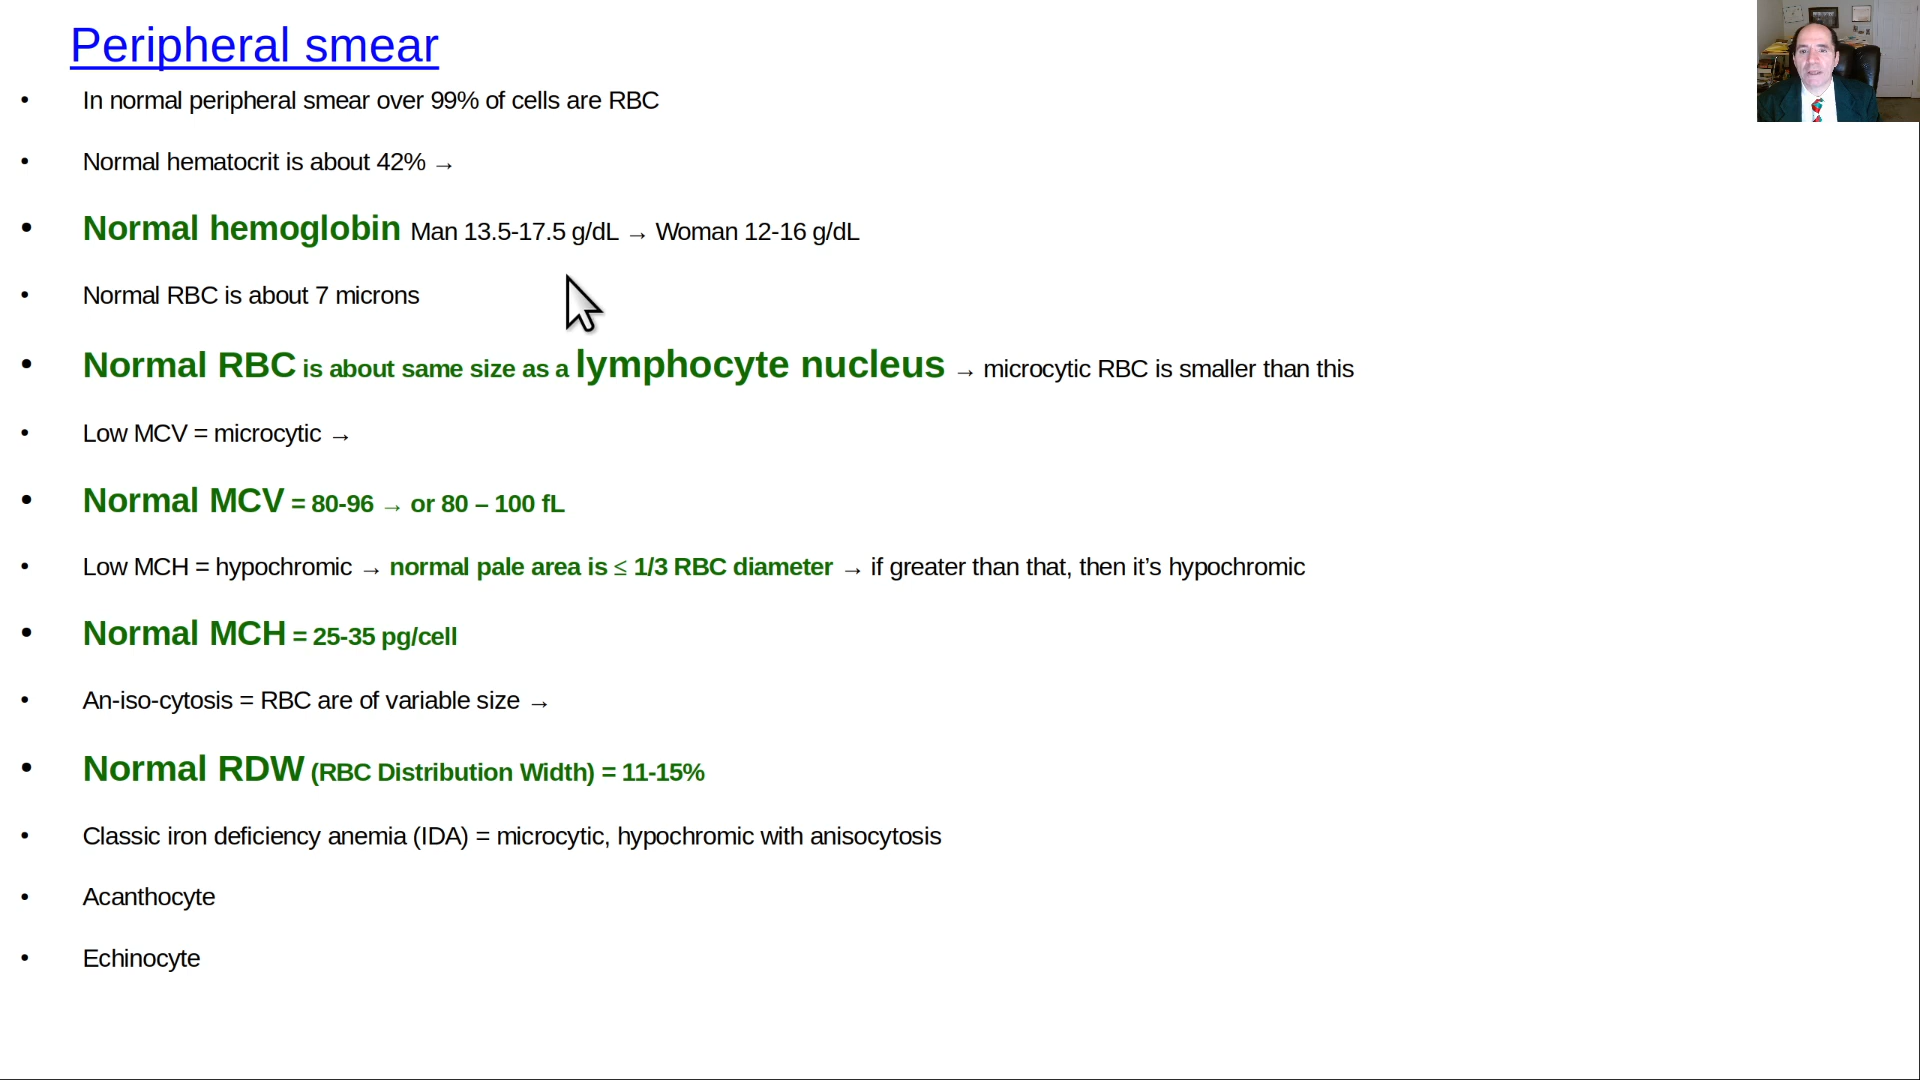 Peripheral smear
• In normal peripheral smear over 99% of cells are RBC
• Normal hematocrit is about 42% →
• Normal hemoglobin Man 13.5-17.5 g/dL → Woman 12-16 g/dL
• Normal RBC is about 7 microns
• Normal RBC is about same size as a lymphocyte nucleus → microcytic RBC is smaller than this
• Low MCV = microcytic →
• Normal MCV = 80-96 → or 80 – 100 fL
• Low MCH = hypochromic → normal pale area is ≤ 1/3 RBC diameter → if greater than that, then it’s hypochromic
• Normal MCH = 25-35 pg/cell
• An-iso-cytosis = RBC are of variable size →
• Normal RDW (RBC Distribution Width) = 11-15%
• Classic iron deficiency anemia (IDA) = microcytic, hypochromic with anisocytosis
• Acanthocyte
• Echinocyte